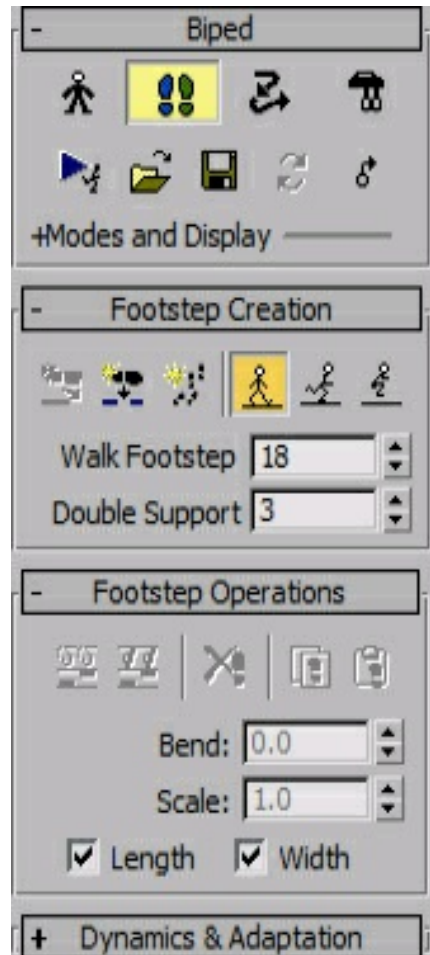 - Biped
+Modes and Display
- Footstep Creation
Walk Footstep 18
Double Support 3
- Footstep Operations
Bend: 0.0
Scale: 1.0
Length Width
+ Dynamics & Adaptation